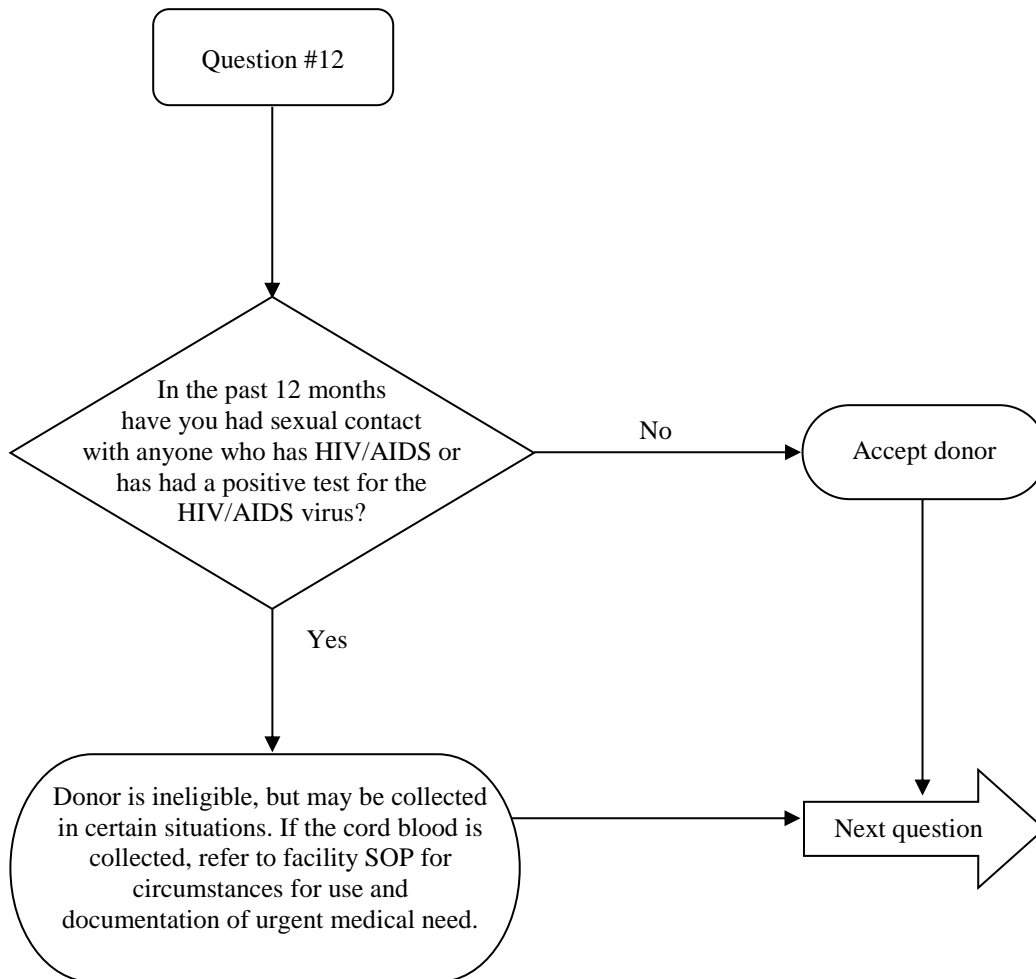 Question #12
In the past 12 months
have you had sexual contact
with anyone who has HIV/AIDS or
has had a positive test for the
HIV/AIDS virus?
No
Accept donor
Yes
Donor is ineligible, but may be collected
in certain situations. If the cord blood is
collected, refer to facility SOP for
circumstances for use and
documentation of urgent medical need.
Next question